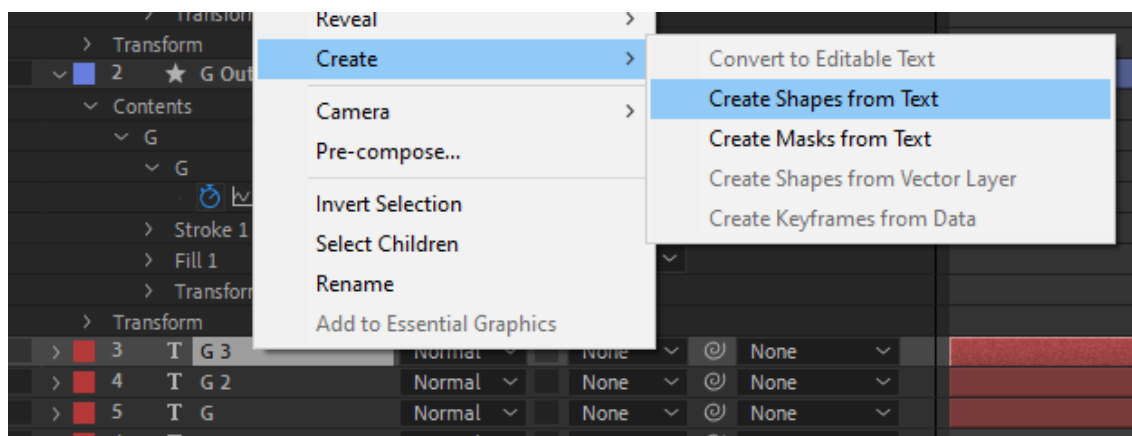 Reveal
Transform
Create
Convert to Editable Text
2 G Out
Create Shapes from Text
Contents
Camera
Create Masks from Text
G
Pre-compose...
G
Create Shapes from Vector Layer
Invert Selection
Create Keyframes from Data
Stroke 1
Select Children
Fill 1
Rename
Transform
Add to Essential Graphics
3 T G 3 Normal None None
4 T G 2 Normal None None
5 T G Normal None None